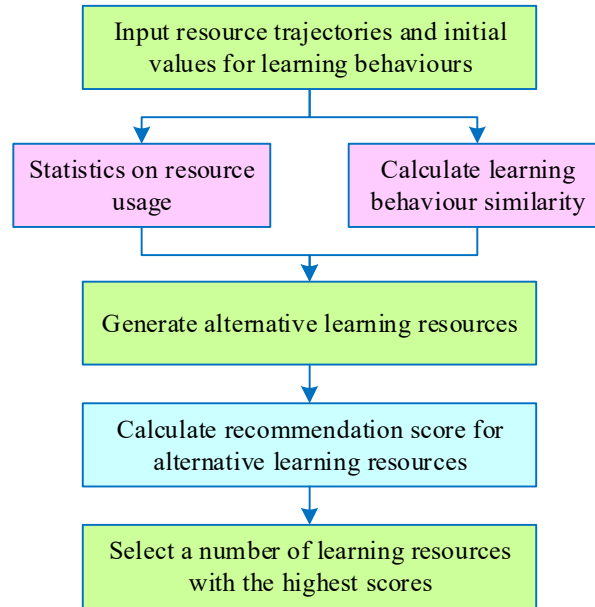 Input resource trajectories and initial
values for learning behaviours
Statistics on resource
usage
Calculate learning
behaviour similarity
Generate alternative learning resources
Calculate recommendation score for
alternative learning resources
Select a number of learning resources
with the highest scores